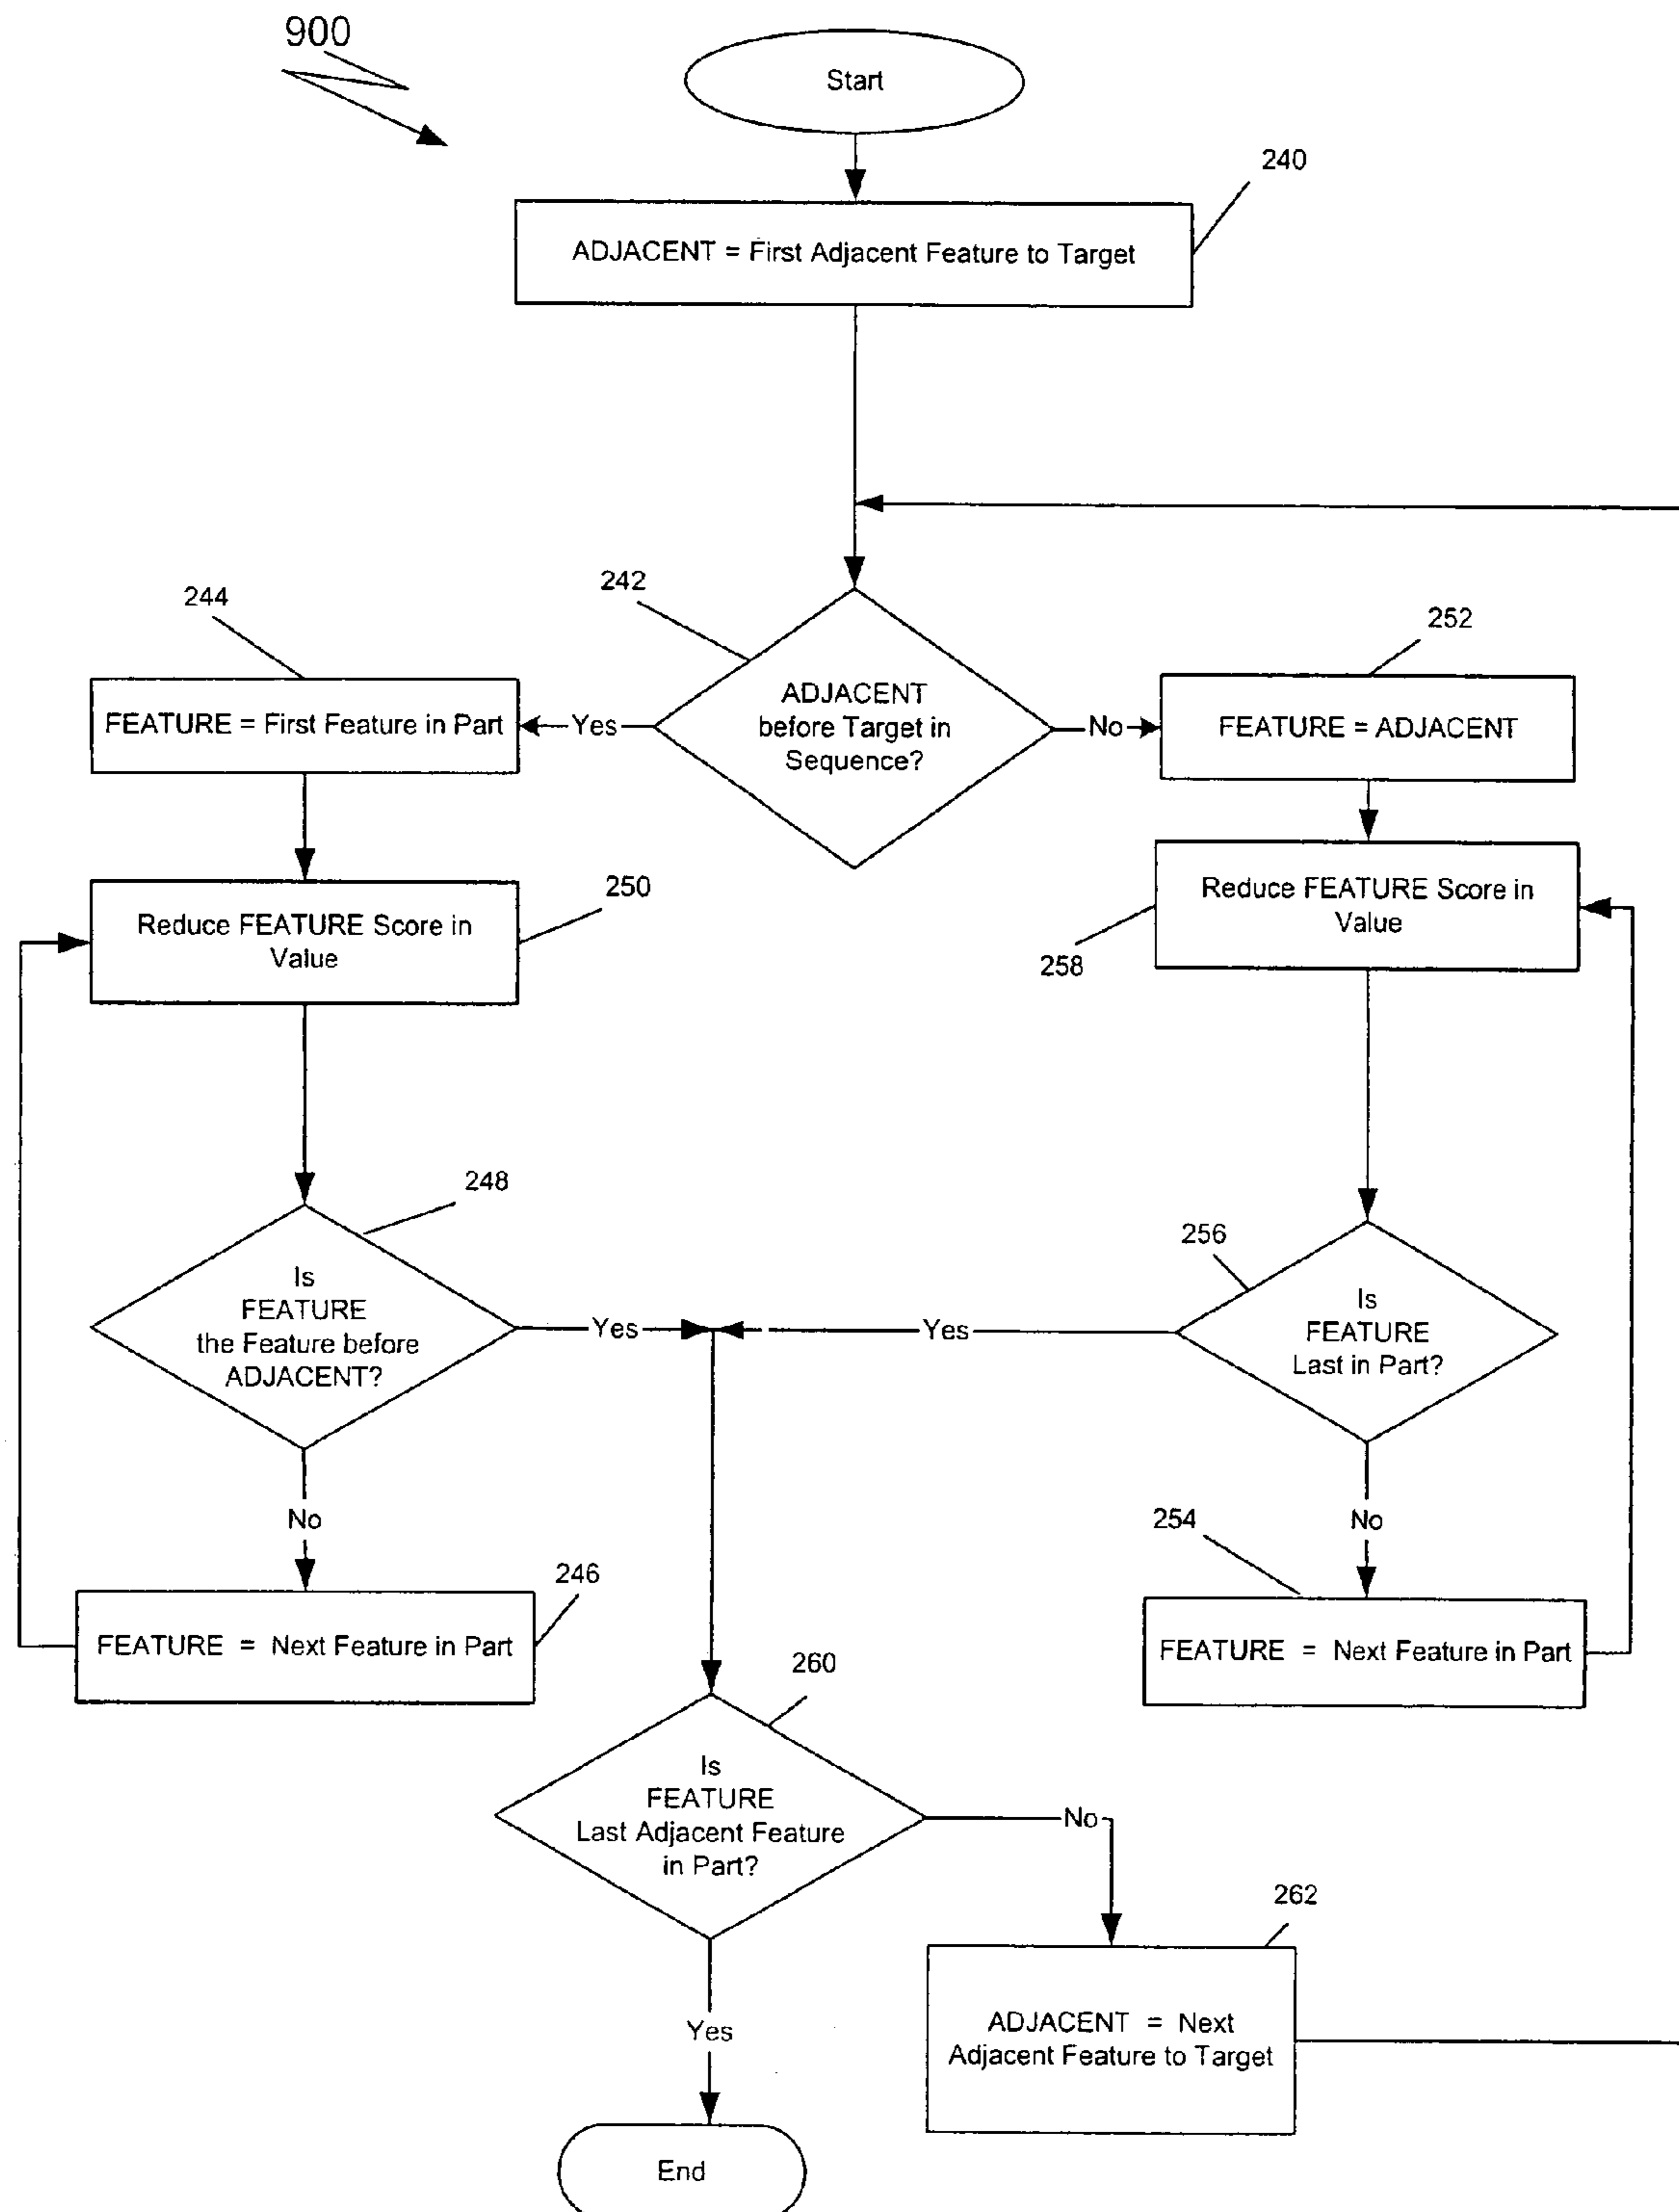 900
Start
240
ADJACENT = First Adjacent Feature to Target
242
244
252
ADJACENT
before Target in
Sequence?
FEATURE = First Feature in Part
Yes
No
FEATURE = ADJACENT
250
Reduce FEATURE Score in
Value
Reduce FEATURE Score in
Value
258
248
256
Is
FEATURE
the Feature before
ADJACENT?
Yes
Yes
Is
FEATURE
Last in Part?
No
No
254
246
FEATURE = Next Feature in Part
FEATURE = Next Feature in Part
260
Is
FEATURE
Last Adjacent Feature
in Part?
No
262
Yes
ADJACENT = Next
Adjacent Feature to Target
End